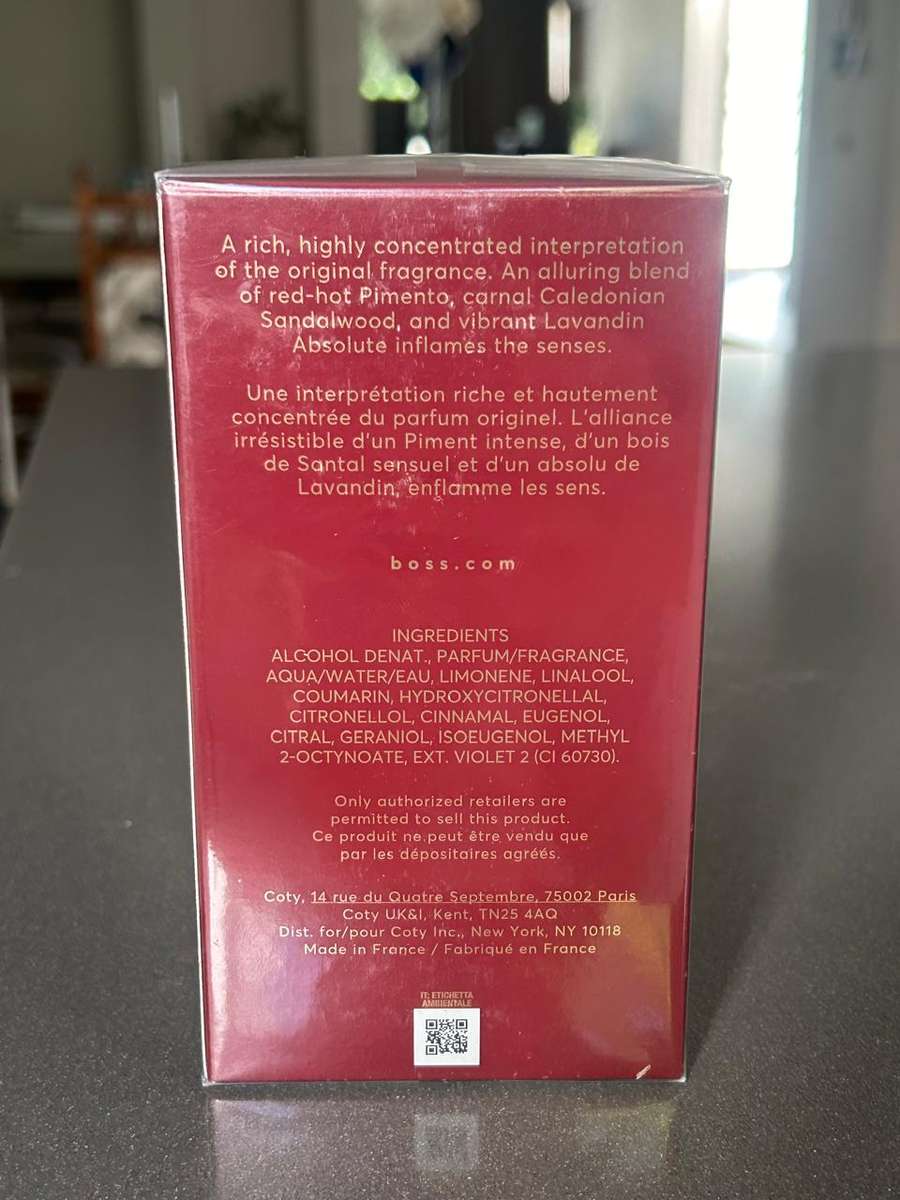 A rich, highly concentrated interpretation
of the original fragrance. An alluring blend
of red-hot Pimento, carnal Caledonian
Sandalwood, and vibrant Lavandin
Absolute inflames the senses.
Une interprétation riche et hautement
concentrée du parfum originel. L'alliance
irrésistible d'un Piment intense, d'un bois
de Santal sensuel et d'un absolu de
Lavandin, enflamme les sens.
boss.com
INGREDIENTS
ALCOHOL DENAT., PARFUM/FRAGRANCE,
AQUA/WATER/EAU, LIMONENE, LINALOOL,
COUMARIN, HYDROXYCITRONELLAL,
CITRONELLOL, CINNAMAL, EUGENOL,
CITRAL, GERANIOL, ISOEUGENOL, METHYL
2-OCTYNOATE, EXT. VIOLET 2 (CI 60730).
Only authorized retailers are
permitted to sell this product.
Ce produit ne peut être vendu que
par les dépositaires agréés.
Coty, 14 rue du Quatre Septembre, 75002 Paris
Coty UK&I, Kent, TN25 4AQ
Dist. for/pour Coty Inc., New York, NY 10118
Made in France / Fabriqué en France
IT: ETICHETTA
AMBIENTALE